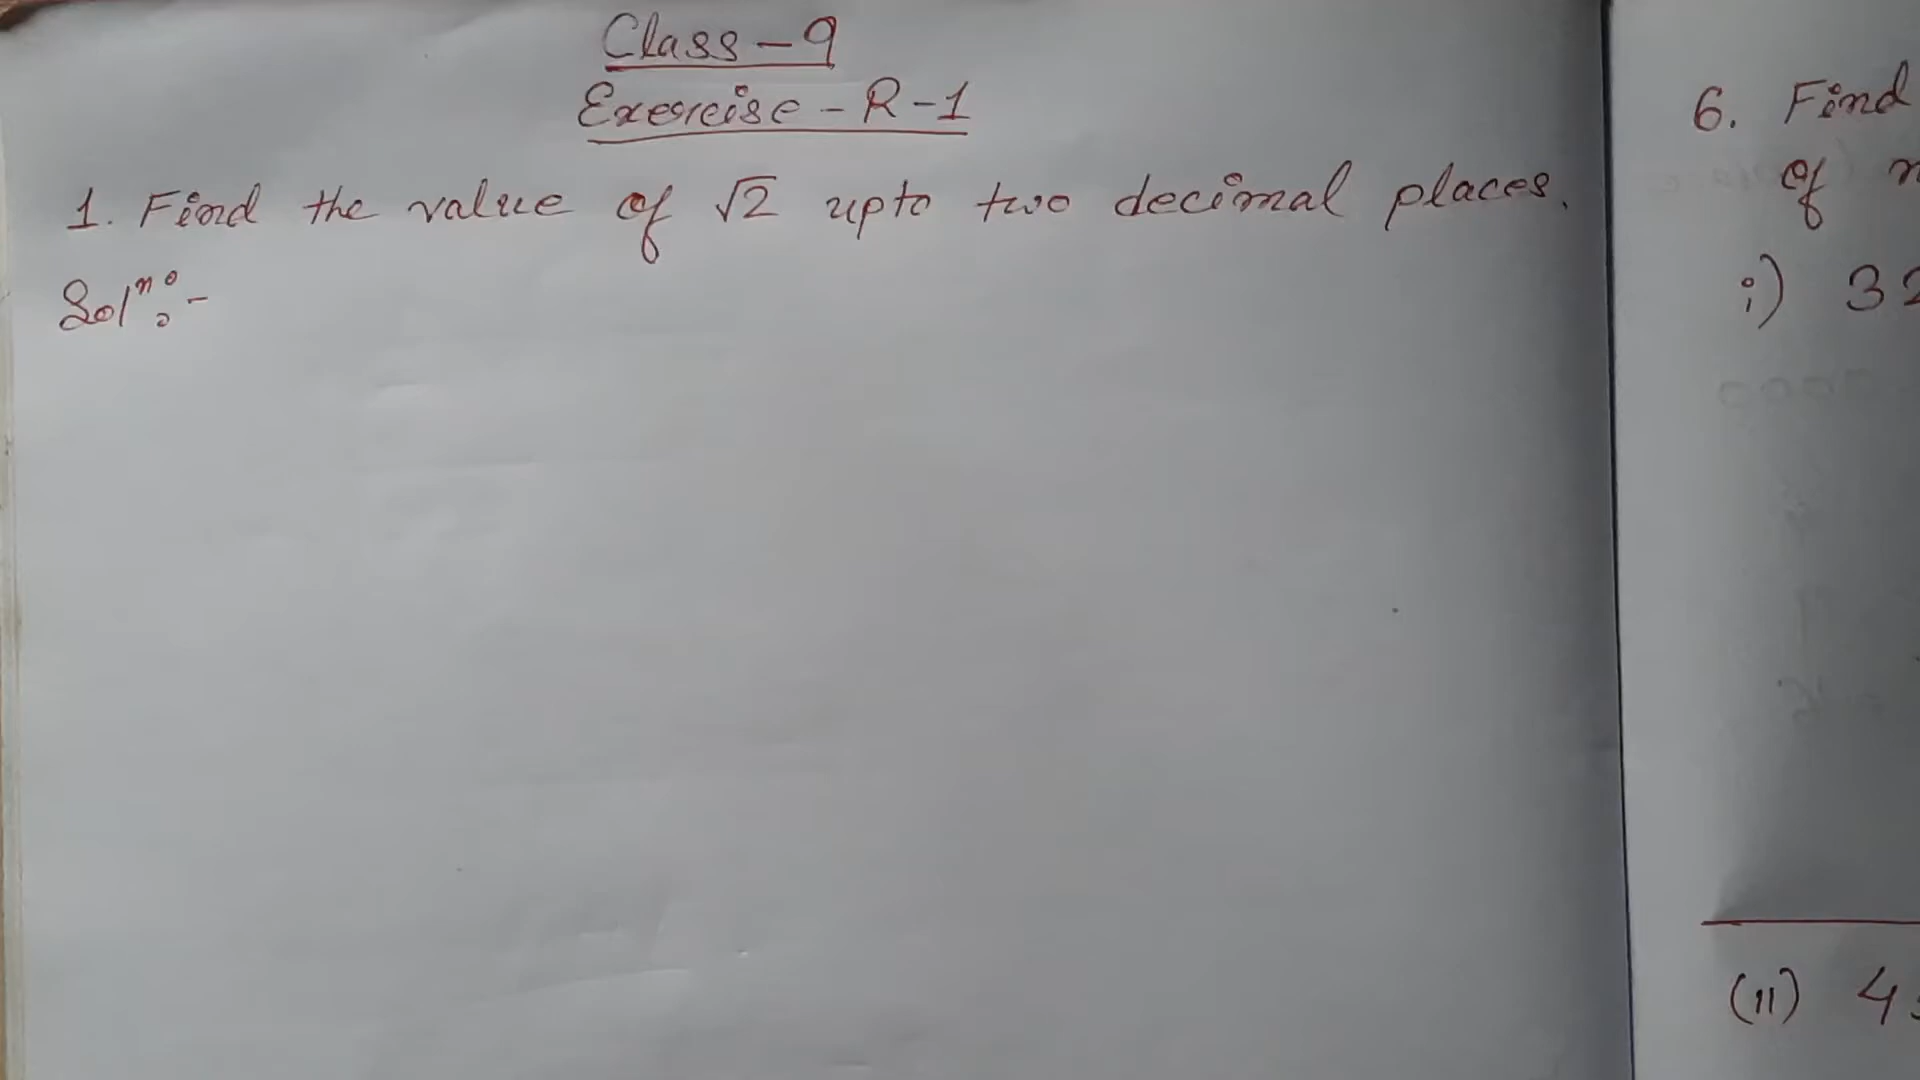 Class - 9
Exercise - R - 1
1. Find the value of √2 upto two decimal places.
Solⁿ:-
6. Find
of
i) 32
(ii) 4